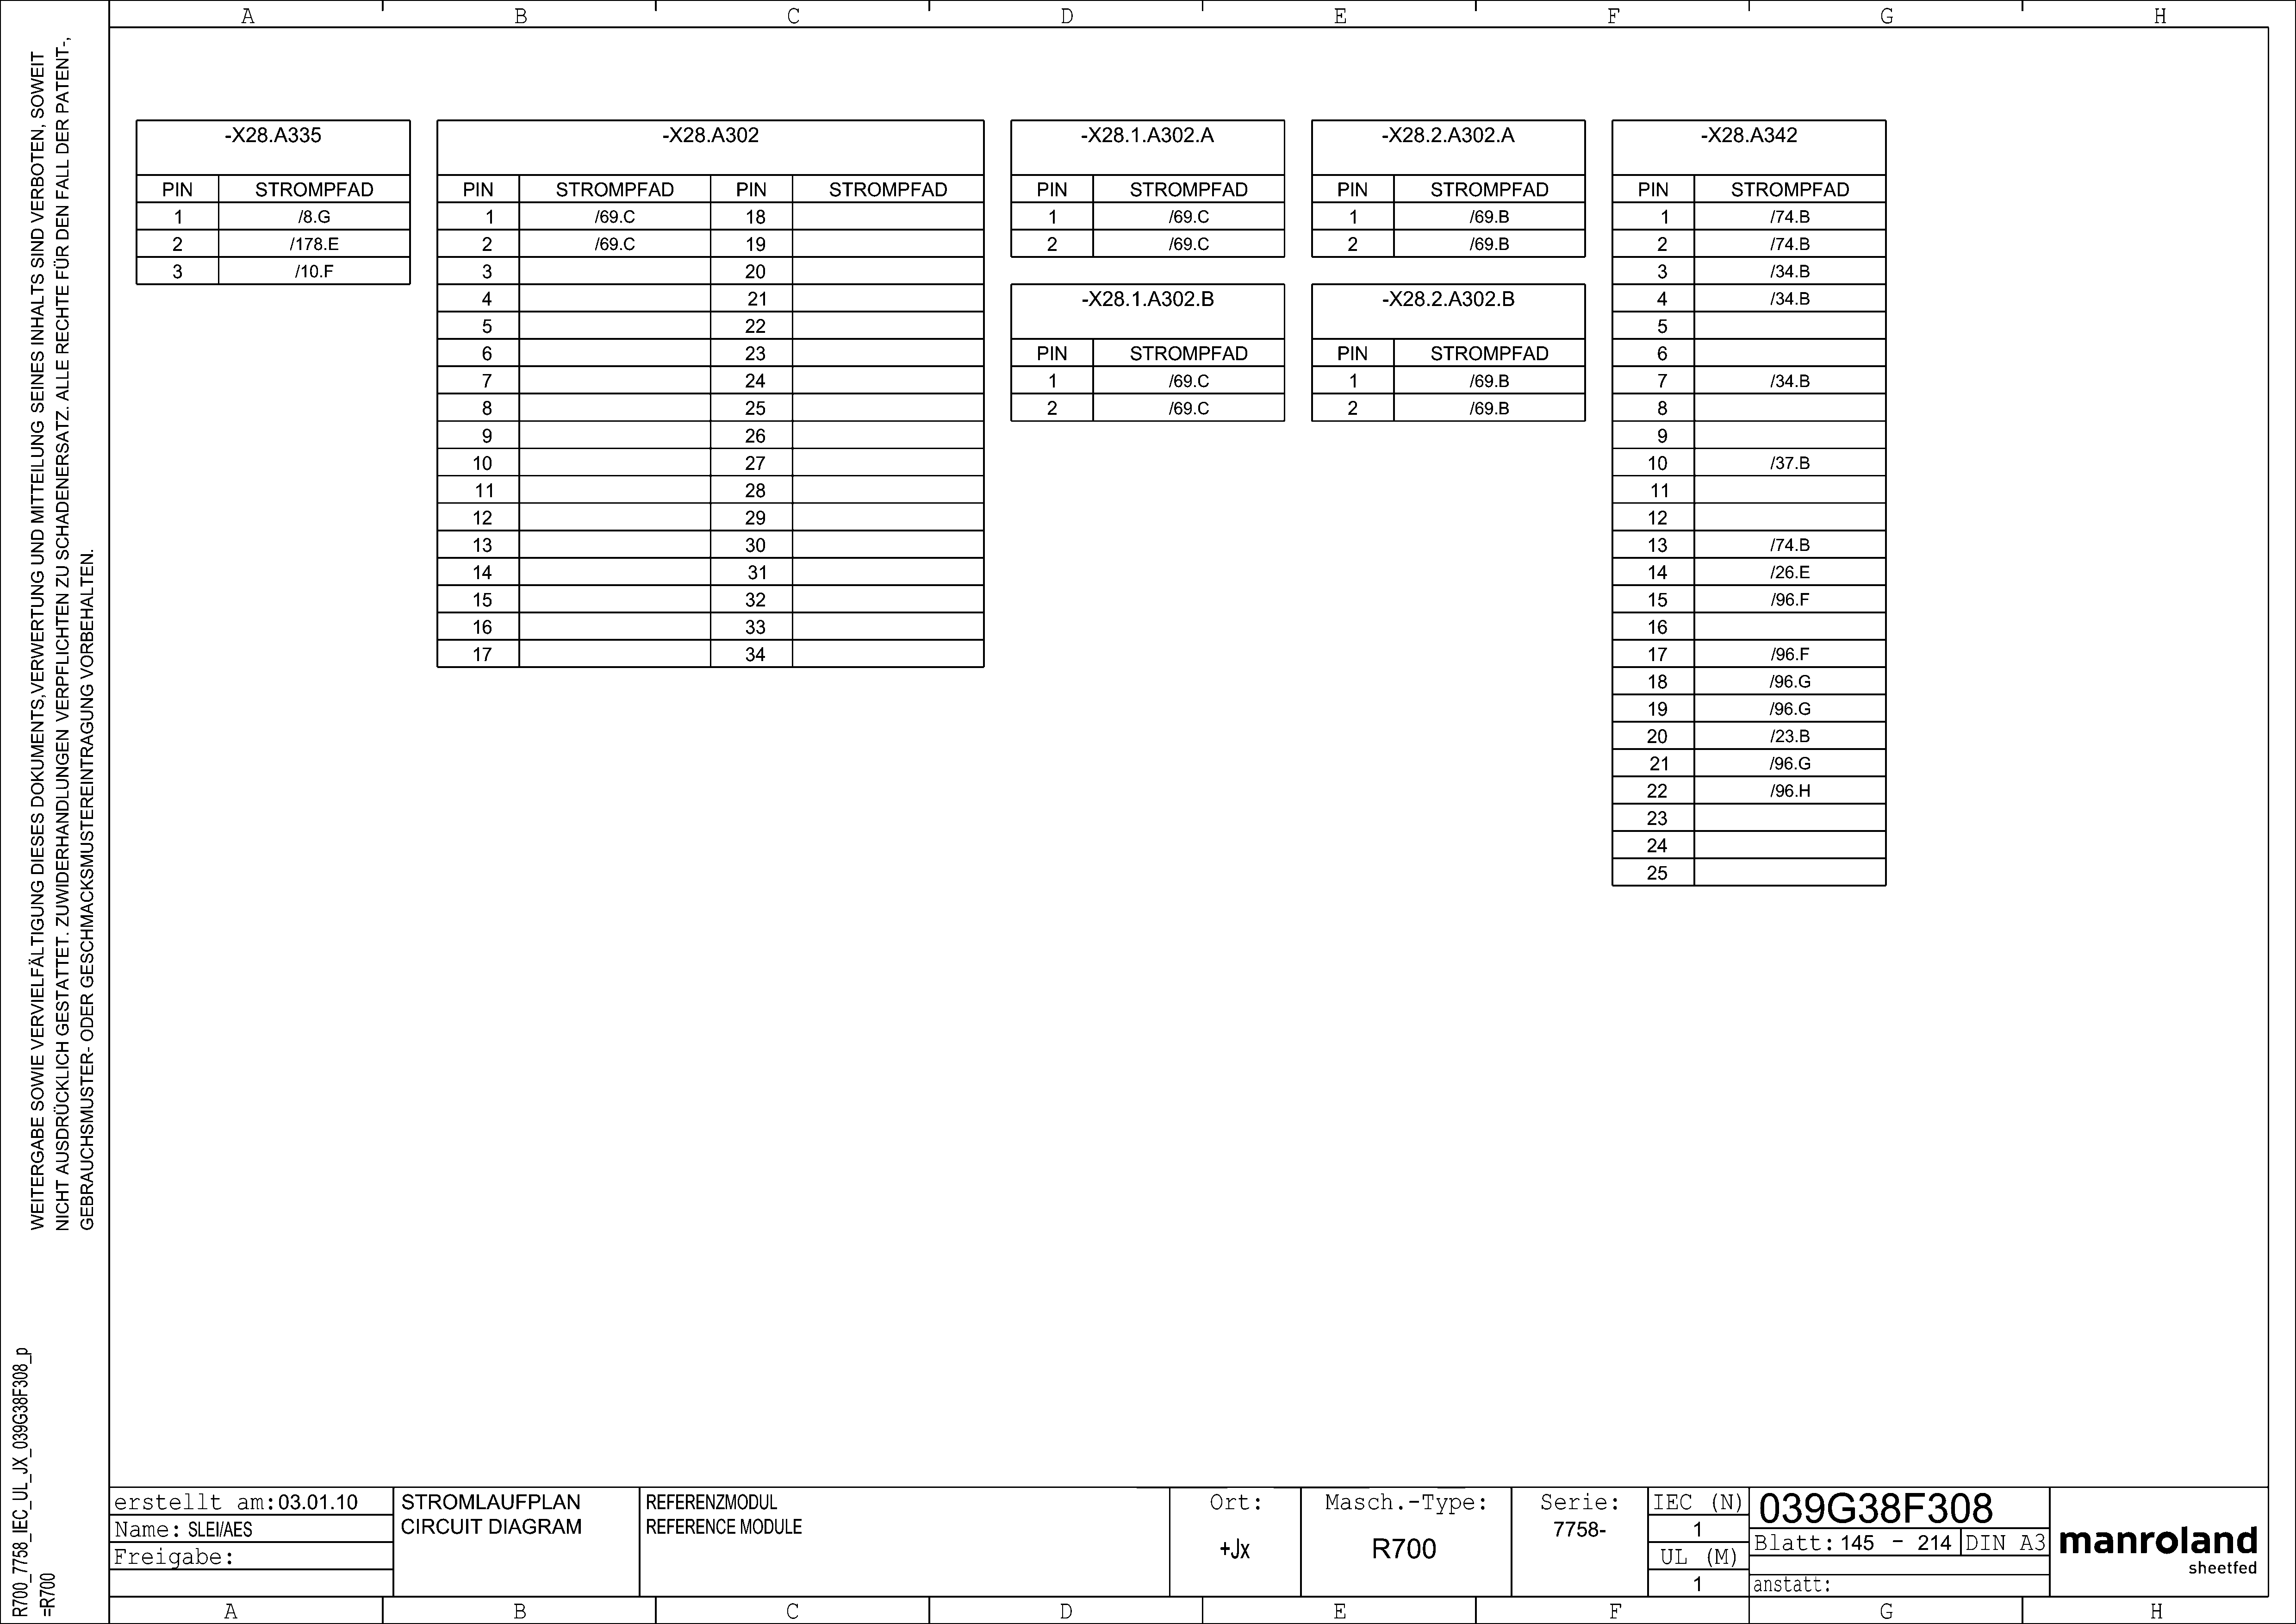 A B C D E F G H
WEITERGABE SOWIE VERVIELFÄLTIGUNG DIESES DOKUMENTS,VERWERTUNG UND MITTEILUNG SEINES INHALTS SIND VERBOTEN, SOWEIT
NICHT AUSDRÜCKLICH GESTATTET. ZUWIDERHANDLUNGEN VERPFLICHTEN ZU SCHADENERSATZ. ALLE RECHTE FÜR DEN FALL DER PATENT-,
GEBRAUCHSMUSTER- ODER GESCHMACKSMUSTEREINTRAGUNG VORBEHALTEN.
R700_7758_IEC_UL_JX_039G38F308_p
=R700
-X28.A335
PIN STROMPFAD
1 /8.G
2 /178.E
3 /10.F
-X28.A302
PIN STROMPFAD PIN STROMPFAD
1 /69.C 18
2 /69.C 19
3 20
4 21
5 22
6 23
7 24
8 25
9 26
10 27
11 28
12 29
13 30
14 31
15 32
16 33
17 34
-X28.1.A302.A
PIN STROMPFAD
1 /69.C
2 /69.C
-X28.1.A302.B
PIN STROMPFAD
1 /69.C
2 /69.C
-X28.2.A302.A
PIN STROMPFAD
1 /69.B
2 /69.B
-X28.2.A302.B
PIN STROMPFAD
1 /69.B
2 /69.B
-X28.A342
PIN STROMPFAD
1 /74.B
2 /74.B
3 /34.B
4 /34.B
5
6
7 /34.B
8
9
10 /37.B
11
12
13 /74.B
14 /26.E
15 /96.F
16
17 /96.F
18 /96.G
19 /96.G
20 /23.B
21 /96.G
22 /96.H
23
24
25
erstellt am: 03.01.10
Name: SLEI/AES
Freigabe:
STROMLAUFPLAN
CIRCUIT DIAGRAM
REFERENZMODUL
REFERENCE MODULE
Ort:
+Jx
Masch.-Type:
R700
Serie:
7758-
IEC (N)
1
UL (M)
1
039G38F308
Blatt: 145 - 214 DIN A3
anstatt:
manroland
sheetfed
A B C D E F G H